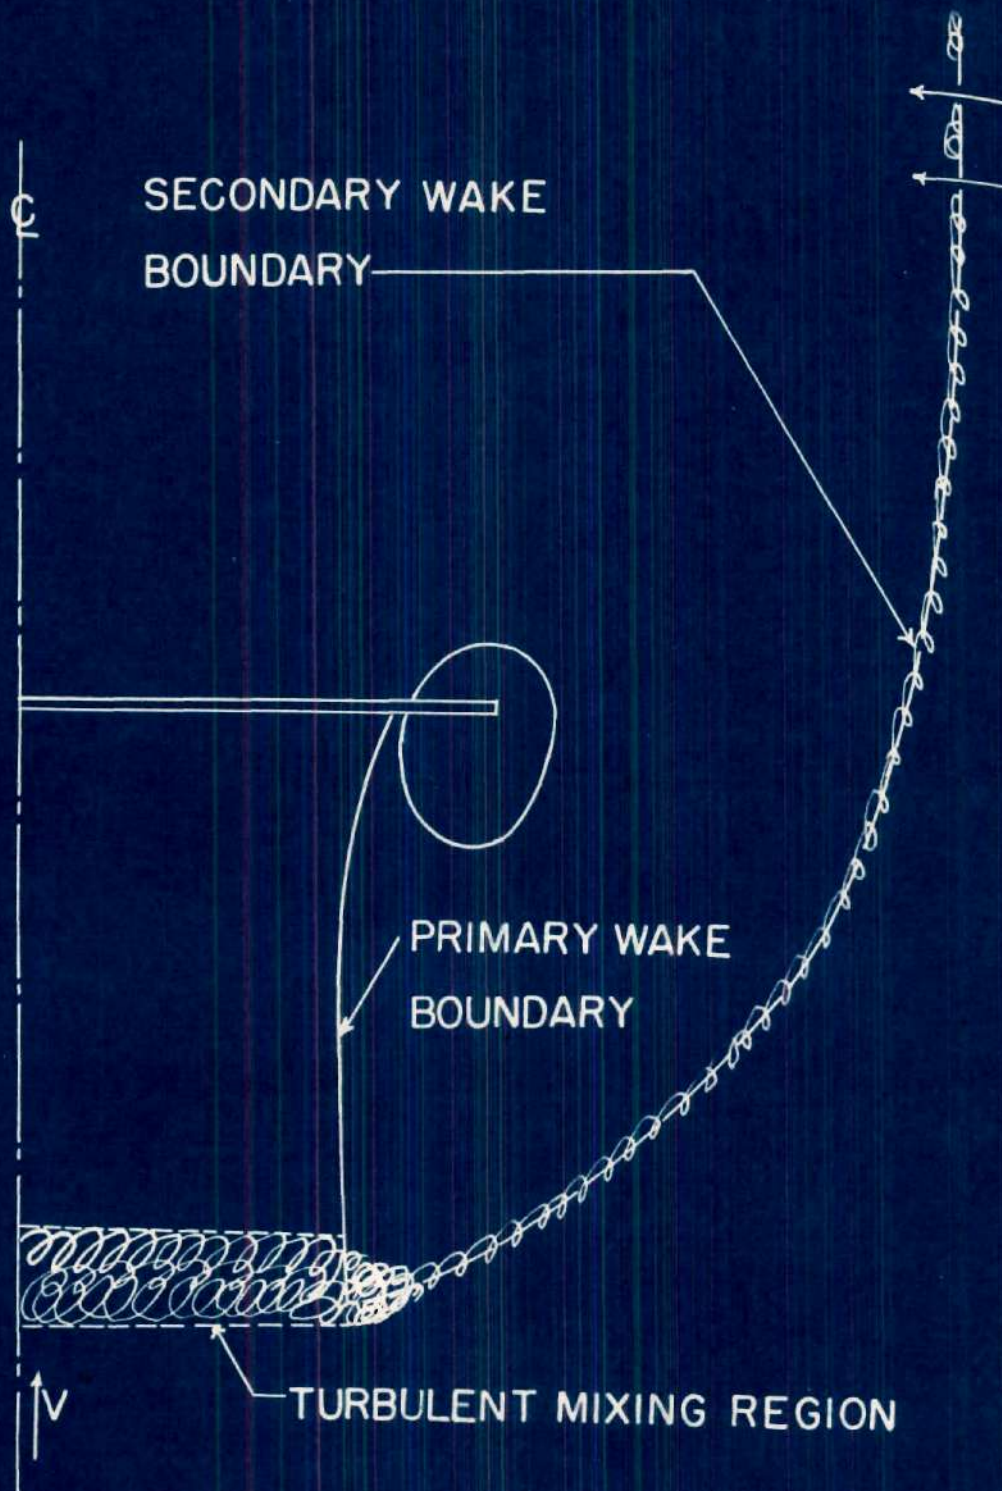 ℄
SECONDARY WAKE
BOUNDARY
PRIMARY WAKE
BOUNDARY
TURBULENT MIXING REGION
V